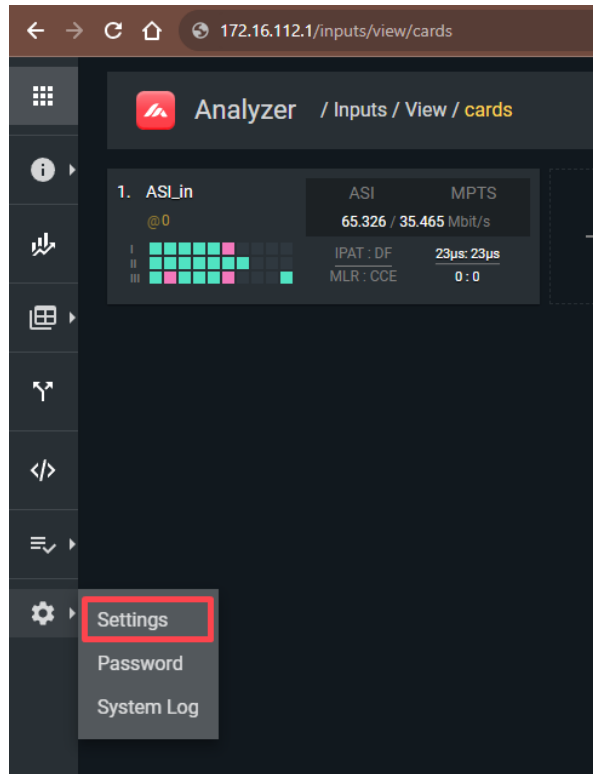 172.16.112.1/inputs/view/cards
Analyzer / Inputs / View / cards
1. ASI_in
@0
I
II
III
ASI MPTS
65.326 / 35.465 Mbit/s
IPAT : DF 23µs: 23µs
MLR : CCE 0 : 0
Settings
Password
System Log